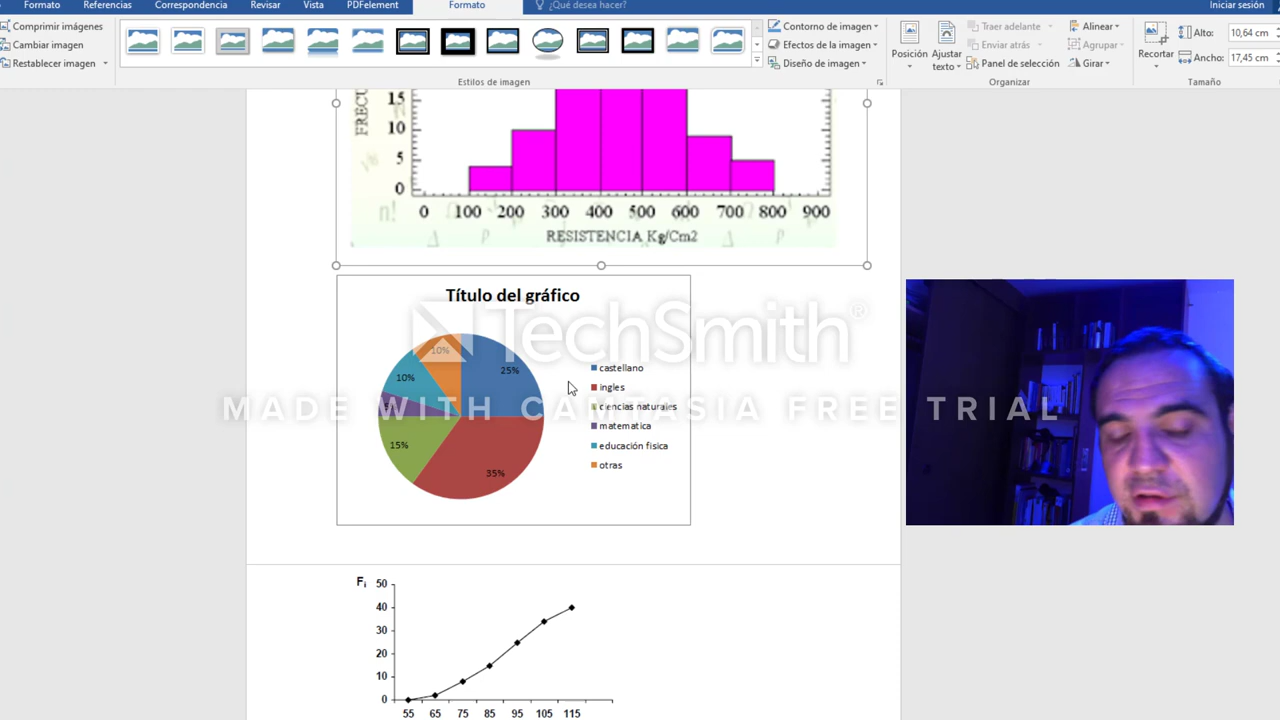 Formato Referencias Correspondencia Revisar Vista PDFelement Formato ¿Qué desea hacer? Iniciar sesión
Comprimir imágenes
Cambiar imagen
Restablecer imagen
Contorno de imagen
Efectos de la imagen
Diseño de imagen
Posición
Ajustar texto
Traer adelante
Enviar atrás
Panel de selección
Alinear
Agrupar
Girar
Recortar
Alto: 10,64 cm
Ancho: 17,45 cm
Estilos de imagen
Organizar
Tamaño
15
10
5
0
0 100 200 300 400 500 600 700 800 900
RESISTENCIA Kg/Cm2
Título del gráfico
10%
25%
10%
15%
35%
castellano
ingles
ciencias naturales
matematica
educación fisica
otras
TechSmith®
MADE WITH CAMTASIA FREE TRIAL
Fi
50
40
30
20
10
0
55 65 75 85 95 105 115